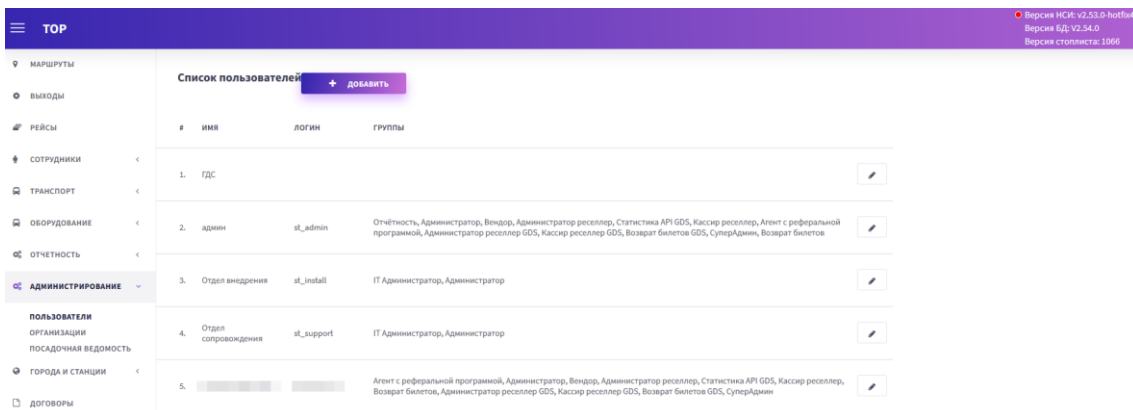 TOP
Версия НСИ: v2.53.0-hotfix4
Версия БД: V2.54.0
Версия стоплиста: 1066
МАРШРУТЫ
ВЫХОДЫ
РЕЙСЫ
СОТРУДНИКИ
ТРАНСПОРТ
ОБОРУДОВАНИЕ
ОТЧЕТНОСТЬ
АДМИНИСТРИРОВАНИЕ
ПОЛЬЗОВАТЕЛИ
ОРГАНИЗАЦИИ
ПОСАДОЧНАЯ ВЕДОМОСТЬ
ГОРОДА И СТАНЦИИ
ДОГОВОРЫ
Список пользователей + ДОБАВИТЬ
# ИМЯ ЛОГИН ГРУППЫ
1. ГДС
2. админ st_admin Отчётность, Администратор, Вендор, Администратор реселлер, Статистика API GDS, Кассир реселлер, Агент с реферальной
программой, Администратор реселлер GDS, Кассир реселлер GDS, Возврат билетов GDS, СуперАдмин, Возврат билетов
3. Отдел внедрения st_install IT Администратор, Администратор
4. Отдел
сопровождения st_support IT Администратор, Администратор
5. Агент с реферальной программой, Администратор, Вендор, Администратор реселлер, Статистика API GDS, Кассир реселлер,
Возврат билетов, Администратор реселлер GDS, Кассир реселлер GDS, Возврат билетов GDS, СуперАдмин